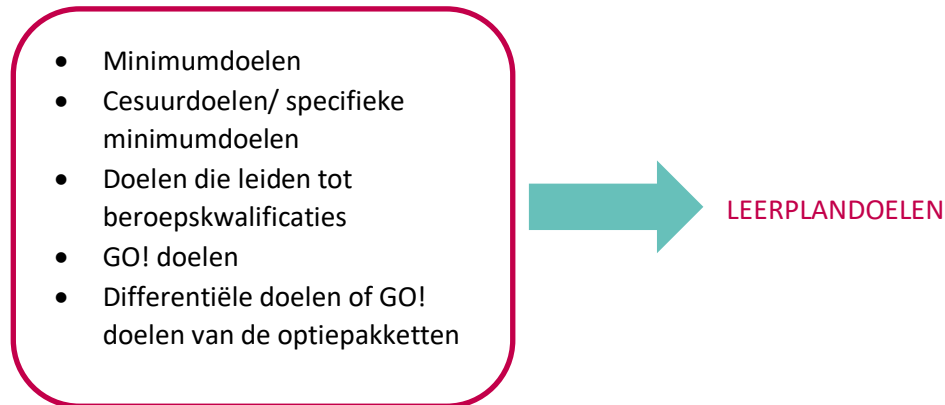 • Minimumdoelen
• Cesuurdoelen/ specifieke
minimumdoelen
• Doelen die leiden tot
beroepskwalificaties
• GO! doelen
• Differentiële doelen of GO!
doelen van de optiepakketten
LEERPLANDOELEN